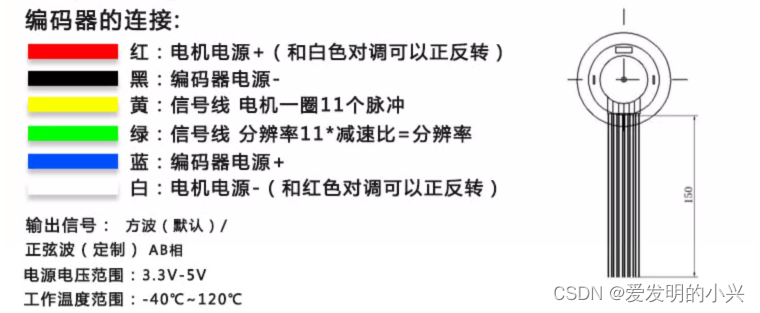 编码器的连接:
红：电机电源+（和白色对调可以正反转）
黑：编码器电源-
黄：信号线 电机一圈11个脉冲
绿：信号线 分辨率11*减速比=分辨率
蓝：编码器电源+
白：电机电源-（和红色对调可以正反转）
输出信号： 方波（默认）/
正弦波（定制） AB相
电源电压范围：3.3V-5V
工作温度范围：-40℃~120℃
150
CSDN @爱发明的小兴